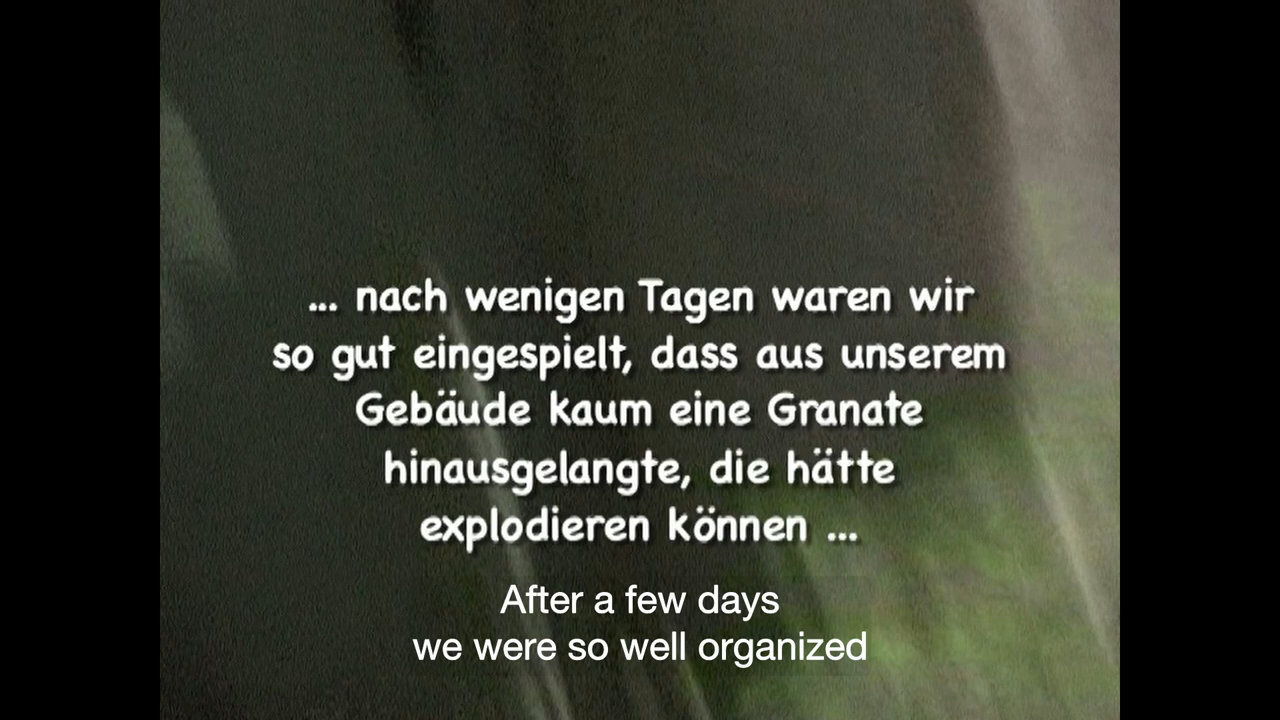 ... nach wenigen Tagen waren wir
so gut eingespielt, dass aus unserem
Gebäude kaum eine Granate
hinausgelangte, die hätte
explodieren können ...
After a few days
we were so well organized